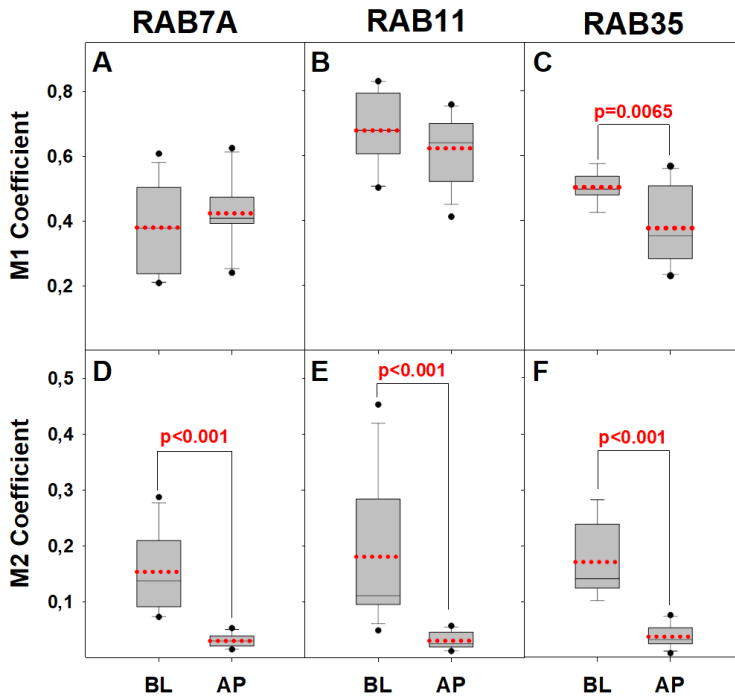 RAB7A RAB11 RAB35
A B C
M1 Coefficient
0,8
0,6
0,4
0,2
p=0.0065
D E F
M2 Coefficient
0,5
0,4
0,3
0,2
0,1
p<0.001 p<0.001 p<0.001
BL AP BL AP BL AP